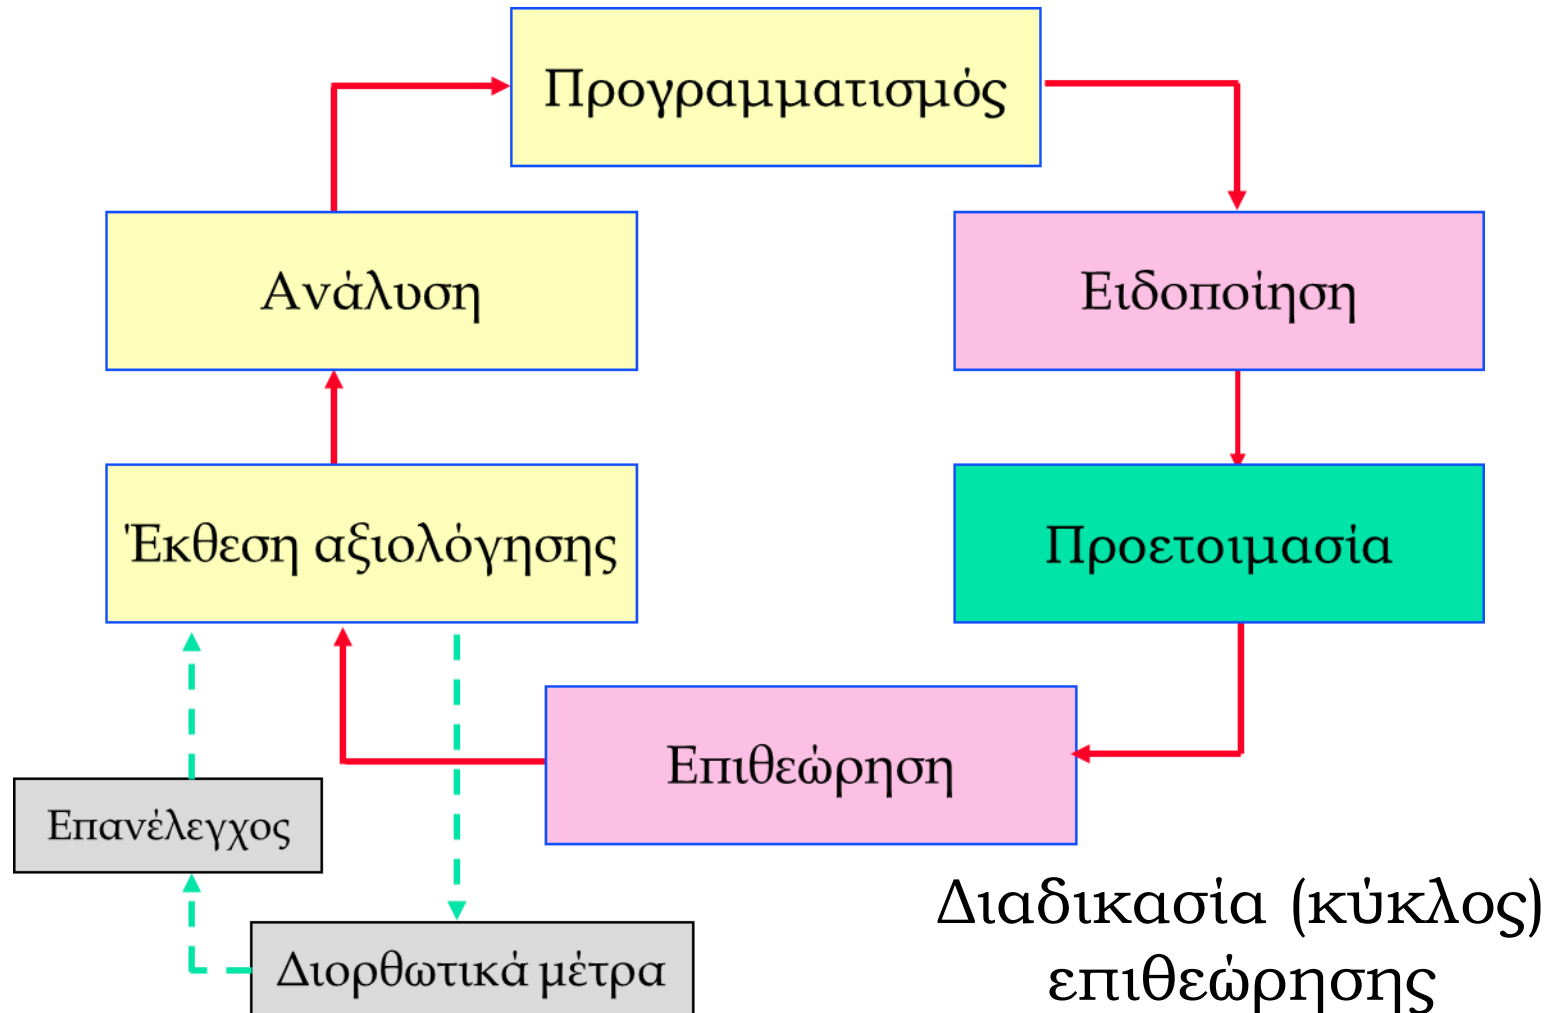 Προγραμματισμός
Ανάλυση
Ειδοποίηση
Έκθεση αξιολόγησης
Προετοιμασία
Επιθεώρηση
Επανέλεγχος
Διορθωτικά μέτρα
Διαδικασία (κύκλος)
επιθεώρησης